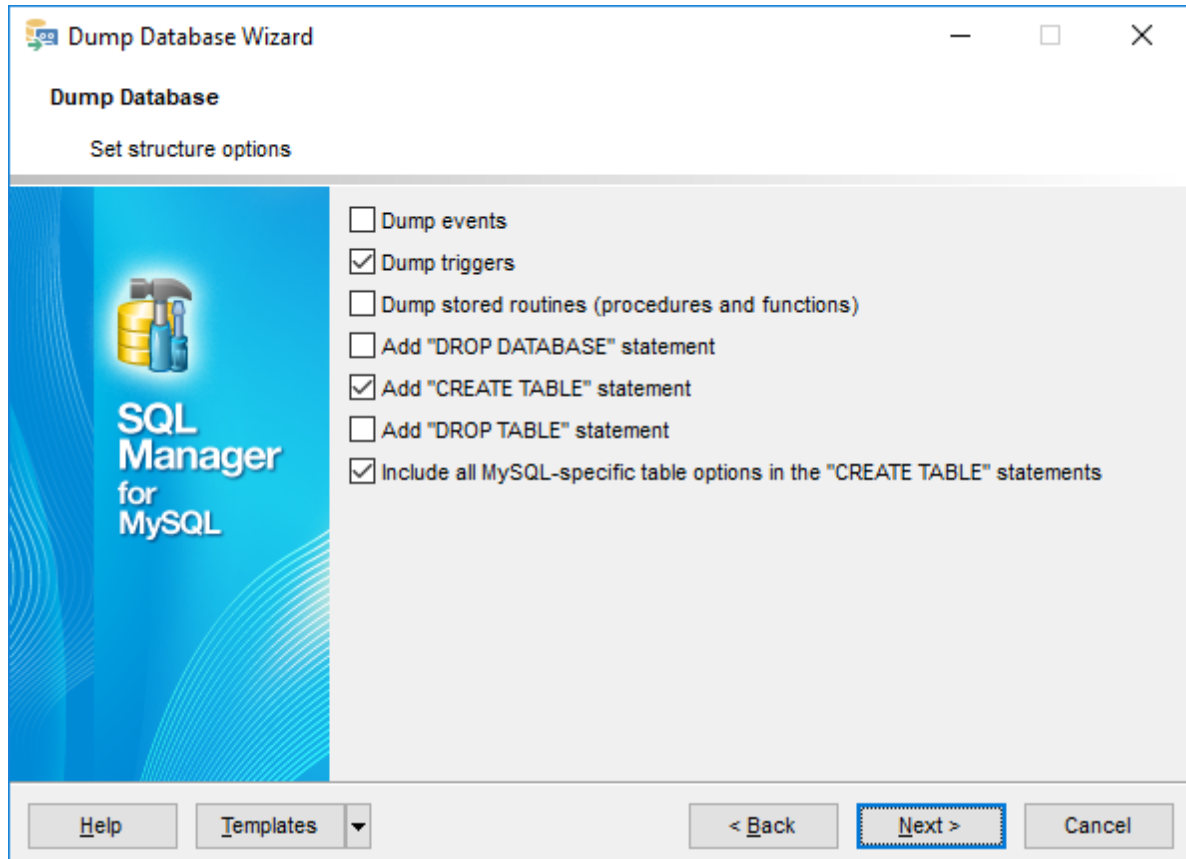 Dump Database Wizard
Dump Database
Set structure options
Dump events
Dump triggers
Dump stored routines (procedures and functions)
Add "DROP DATABASE" statement
Add "CREATE TABLE" statement
Add "DROP TABLE" statement
Include all MySQL-specific table options in the "CREATE TABLE" statements
SQL
Manager
for
MySQL
Help
Templates
< Back
Next >
Cancel